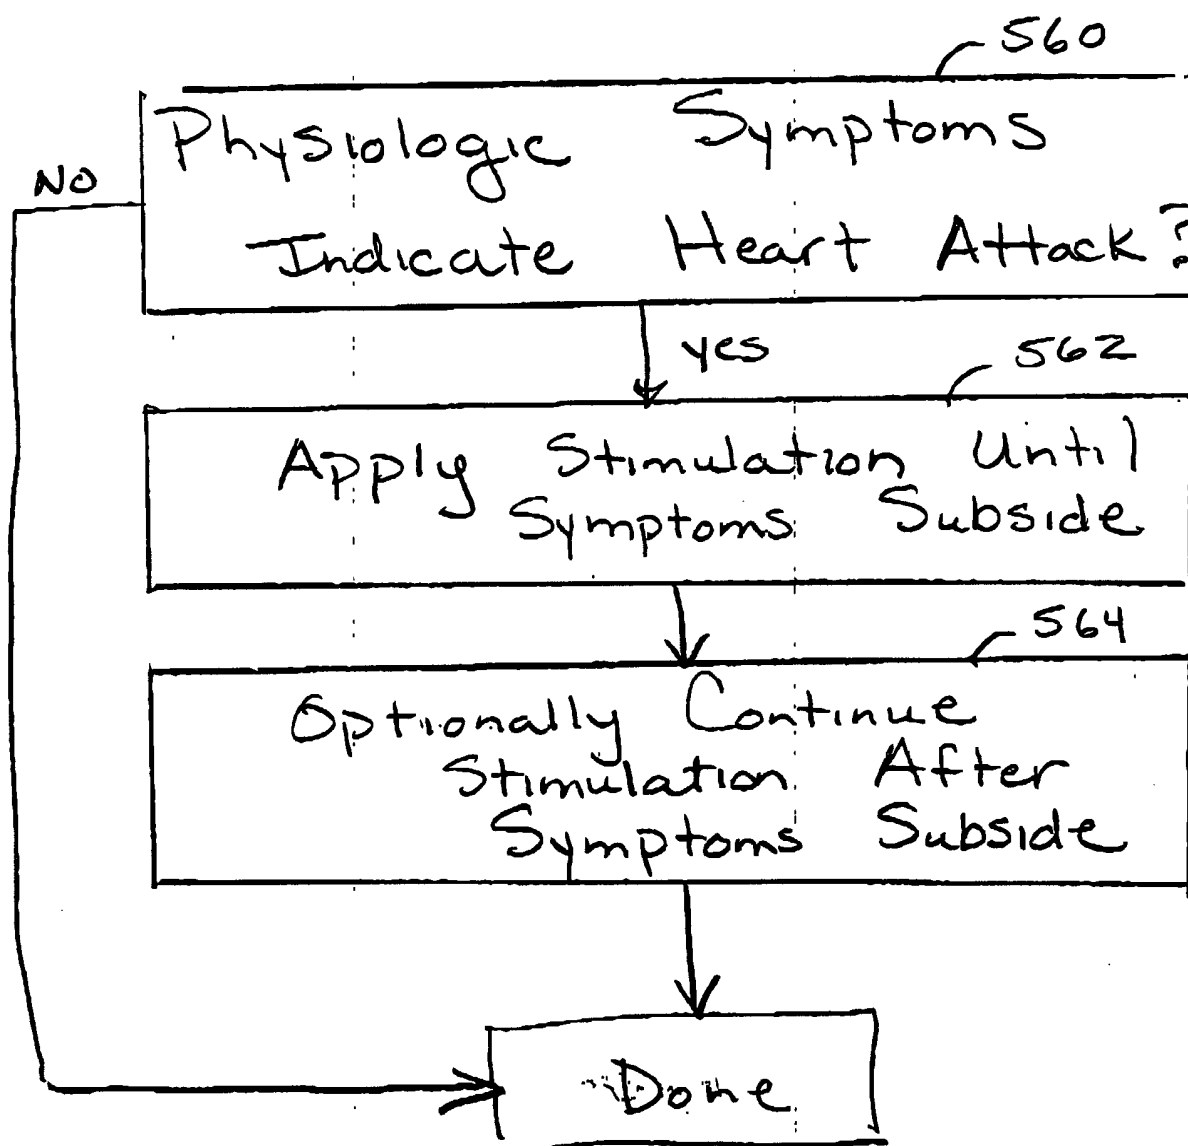 560
Physiologic Symptoms
NO
Indicate Heart Attack?
yes
562
Apply Stimulation Until
Symptoms Subside
564
Optionally Continue
Stimulation After
Symptoms Subside
Done